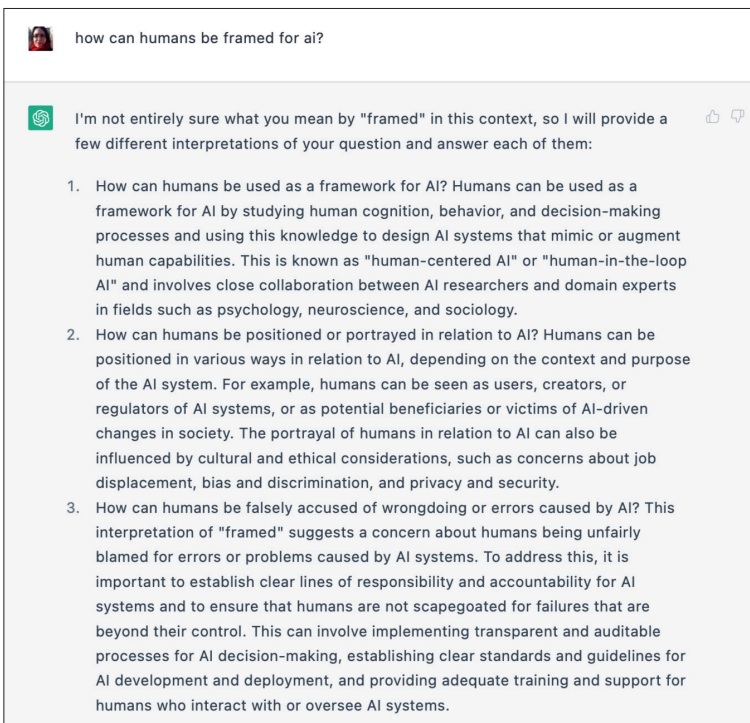 how can humans be framed for ai?
I'm not entirely sure what you mean by "framed" in this context, so I will provide a
few different interpretations of your question and answer each of them:
1. How can humans be used as a framework for AI? Humans can be used as a
framework for AI by studying human cognition, behavior, and decision-making
processes and using this knowledge to design AI systems that mimic or augment
human capabilities. This is known as "human-centered AI" or "human-in-the-loop
AI" and involves close collaboration between AI researchers and domain experts
in fields such as psychology, neuroscience, and sociology.
2. How can humans be positioned or portrayed in relation to AI? Humans can be
positioned in various ways in relation to AI, depending on the context and purpose
of the AI system. For example, humans can be seen as users, creators, or
regulators of AI systems, or as potential beneficiaries or victims of AI-driven
changes in society. The portrayal of humans in relation to AI can also be
influenced by cultural and ethical considerations, such as concerns about job
displacement, bias and discrimination, and privacy and security.
3. How can humans be falsely accused of wrongdoing or errors caused by AI? This
interpretation of "framed" suggests a concern about humans being unfairly
blamed for errors or problems caused by AI systems. To address this, it is
important to establish clear lines of responsibility and accountability for AI
systems and to ensure that humans are not scapegoated for failures that are
beyond their control. This can involve implementing transparent and auditable
processes for AI decision-making, establishing clear standards and guidelines for
AI development and deployment, and providing adequate training and support for
humans who interact with or oversee AI systems.